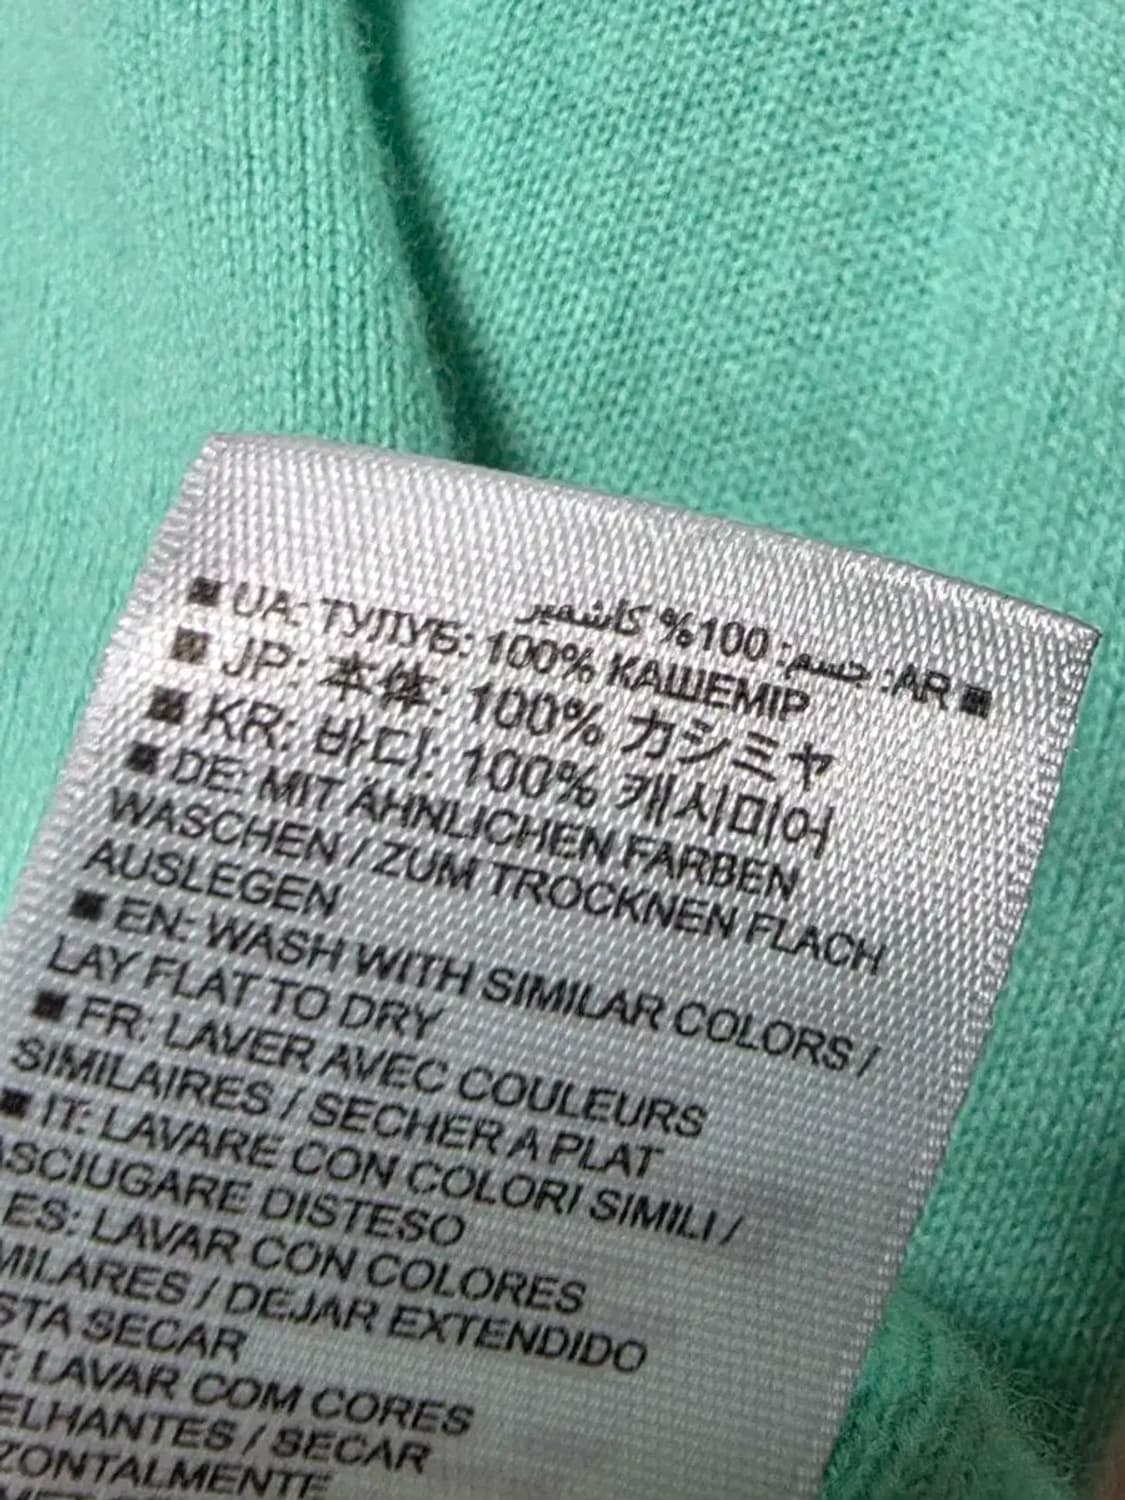 ■ AR: جسم: 100% كاشمير
■ UA: ТУЛУБ: 100% КАШЕМІР
■ JP: 本体: 100% カシミヤ
■ KR: 바디: 100% 캐시미어
■ DE: MIT ÄHNLICHEN FARBEN
WASCHEN / ZUM TROCKNEN FLACH
AUSLEGEN
■ EN: WASH WITH SIMILAR COLORS /
LAY FLAT TO DRY
■ FR: LAVER AVEC COULEURS
SIMILAIRES / SECHER A PLAT
■ IT: LAVARE CON COLORI SIMILI /
ASCIUGARE DISTESO
ES: LAVAR CON COLORES
MILARES / DEJAR EXTENDIDO
STA SECAR
T: LAVAR COM CORES
ELHANTES / SECAR
ZONTALMENTE